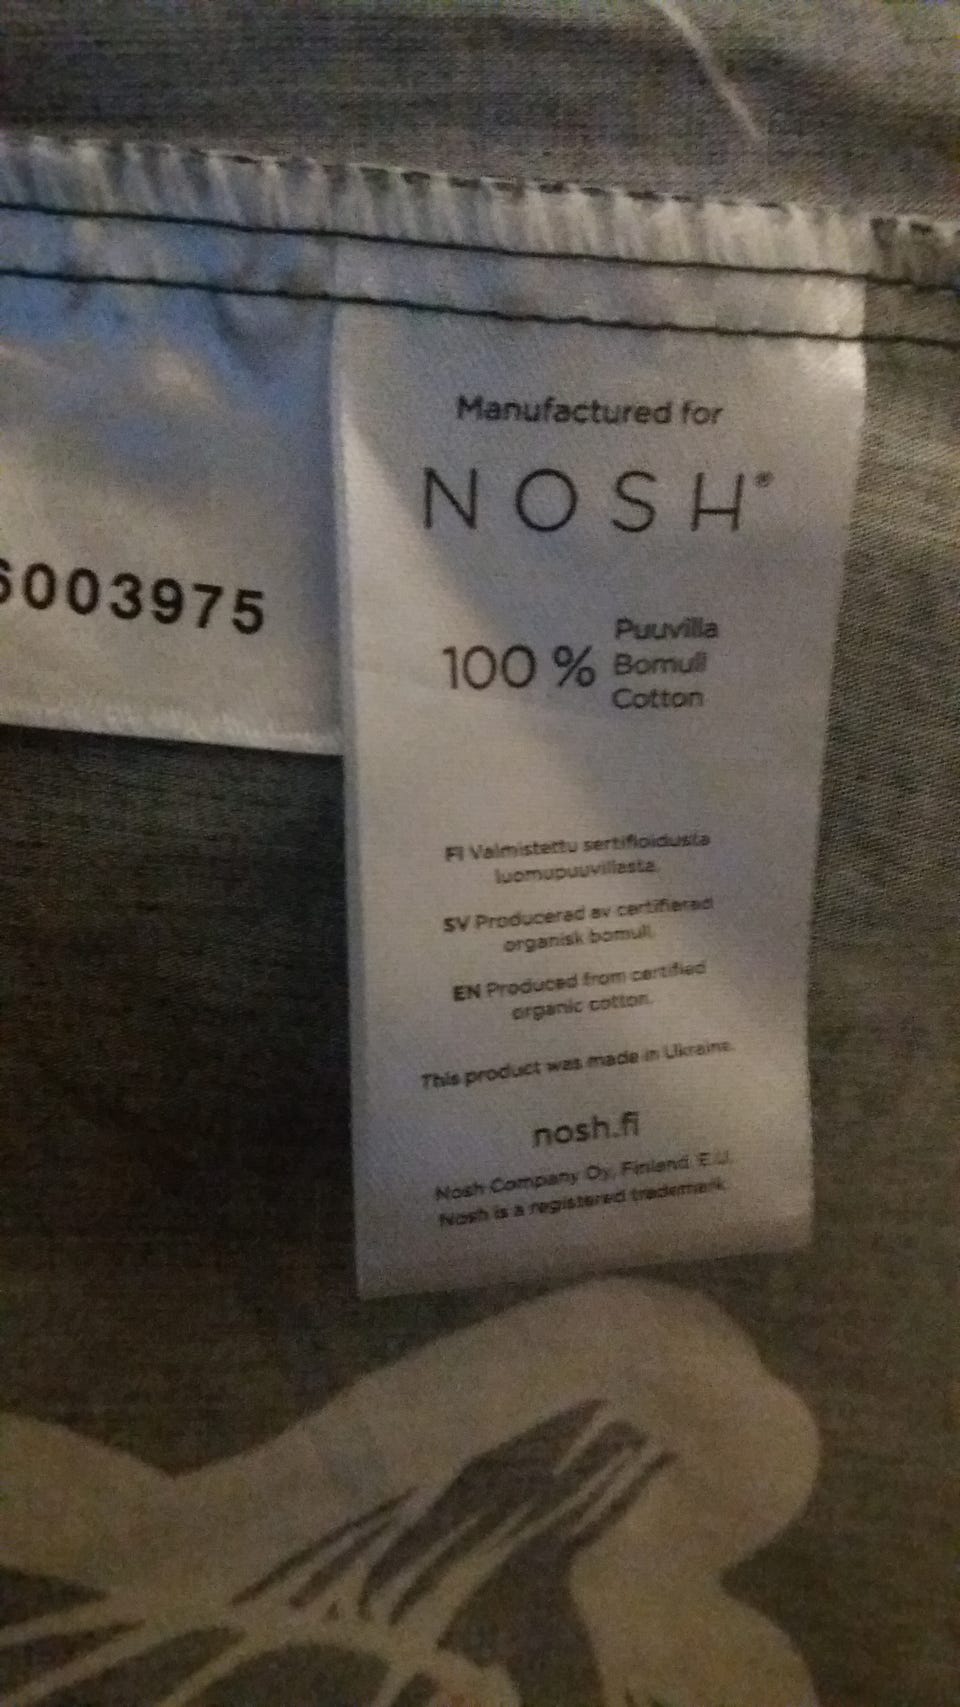 Manufactured for
NOSH®
003975
100 % Puuvilla
Bomull
Cotton
FI Valmistettu sertifioidusta
luomupuuvillasta.
SV Producerad av certifierad
organisk bomull.
EN Produced from certified
organic cotton.
This product was made in Ukraine.
nosh.fi
Nosh Company Oy, Finland. E.U.
Nosh is a registered trademark.